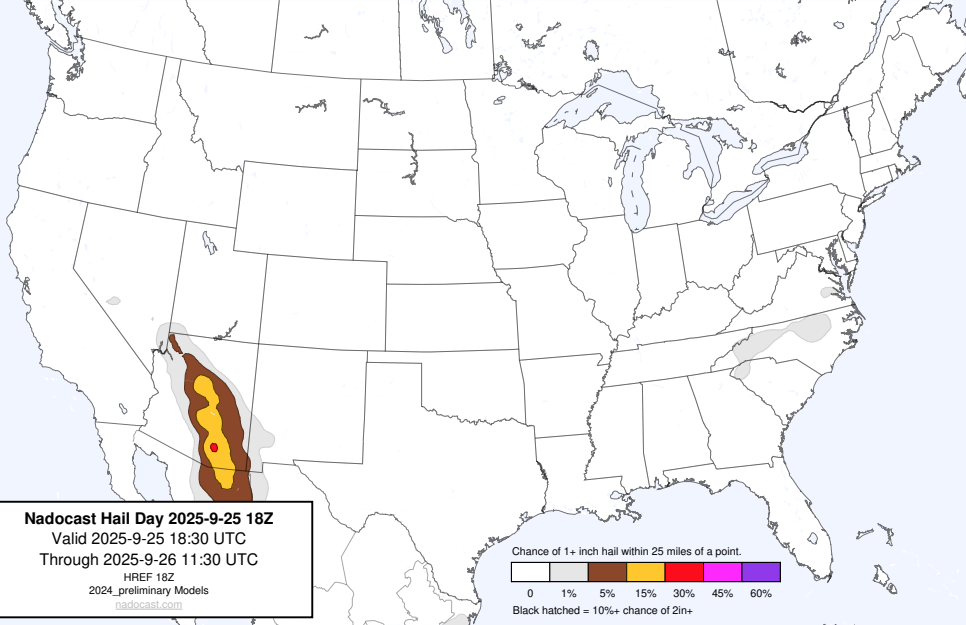 Nadocast Hail Day 2025-9-25 18Z
Valid 2025-9-25 18:30 UTC
Through 2025-9-26 11:30 UTC
HREF 18Z
2024_preliminary Models
nadocast.com
Chance of 1+ inch hail within 25 miles of a point.
0 1% 5% 15% 30% 45% 60%
Black hatched = 10%+ chance of 2in+